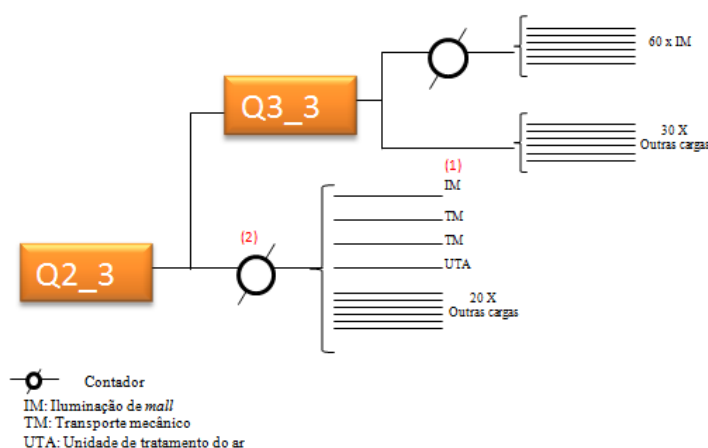 60 x IM
Q3_3
30 X
Outras cargas
(1)
IM
TM
(2)
TM
UTA
Q2_3
20 X
Outras cargas
Contador
IM: Iluminação de mall
TM: Transporte mecânico
UTA: Unidade de tratamento do ar